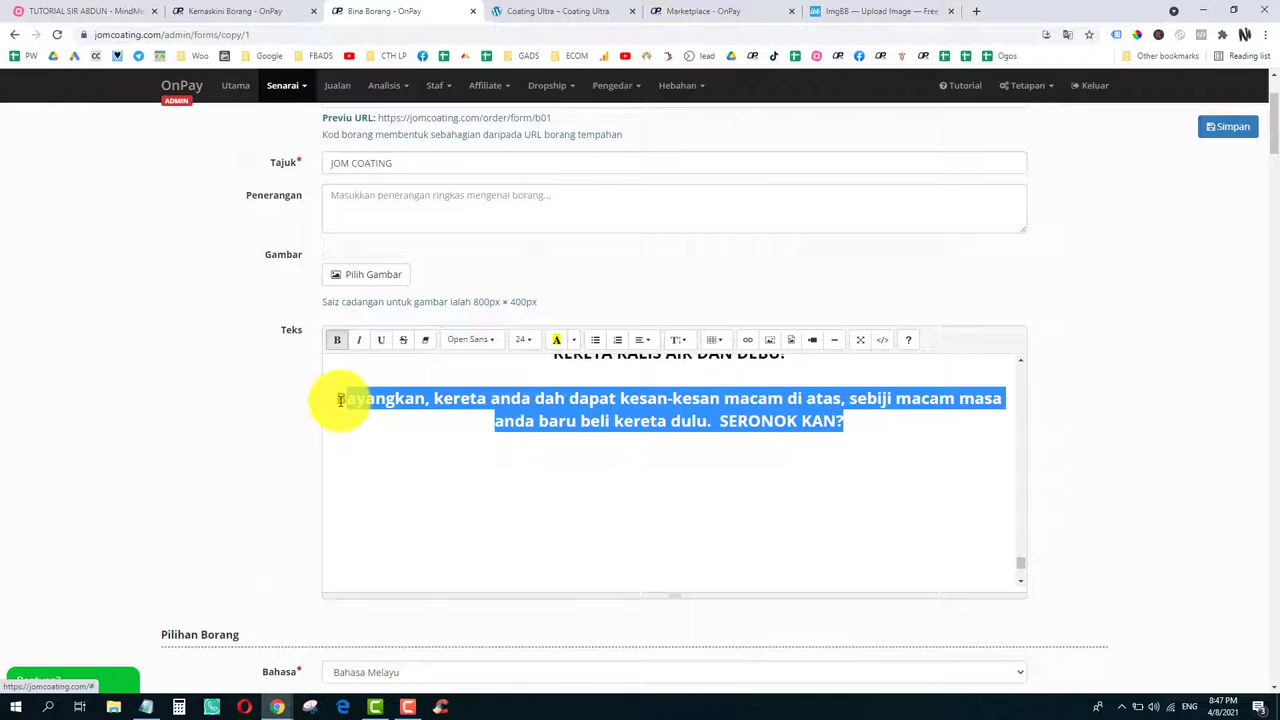 TUTORIAL SIR ABDUN - MindMe
Kemaskini Borang - OnPay
Bina Borang - OnPay
Coating Ultra – Coating Ultra
Marketplace - OnPay
ImgBB — Upload Image — Free
jomcoating.com/admin/forms/copy/1
PW
Woo
Google
FBADS
CTH LP
GADS
ECOM
lead
Ogos
Other bookmarks
Reading list
OnPay
ADMIN
Utama
Senarai
Jualan
Analisis
Staf
Affiliate
Dropship
Pengedar
Hebahan
Tutorial
Tetapan
Keluar
Previu URL: https://jomcoating.com/order/form/b01
Kod borang membentuk sebahagian daripada URL borang tempahan
Simpan
Tajuk*
JOM COATING
Penerangan
Masukkan penerangan ringkas mengenai borang...
Gambar
Pilih Gambar
Saiz cadangan untuk gambar ialah 800px × 400px
Teks
B I U S
Open Sans
24
A
KERETA KALIS AIR DAN DEBU!
Bayangkan, kereta anda dah dapat kesan-kesan macam di atas, sebiji macam masa
anda baru beli kereta dulu. SERONOK KAN?
Pilihan Borang
Bahasa*
Bahasa Melayu
https://jomcoating.com/#
8:47 PM
4/8/2021